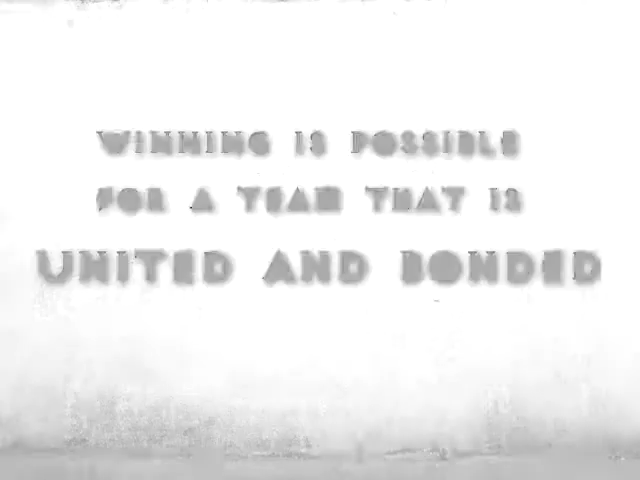 WINNING IS POSSIBLE
FOR A TEAM THAT IS
UNITED AND BONDED